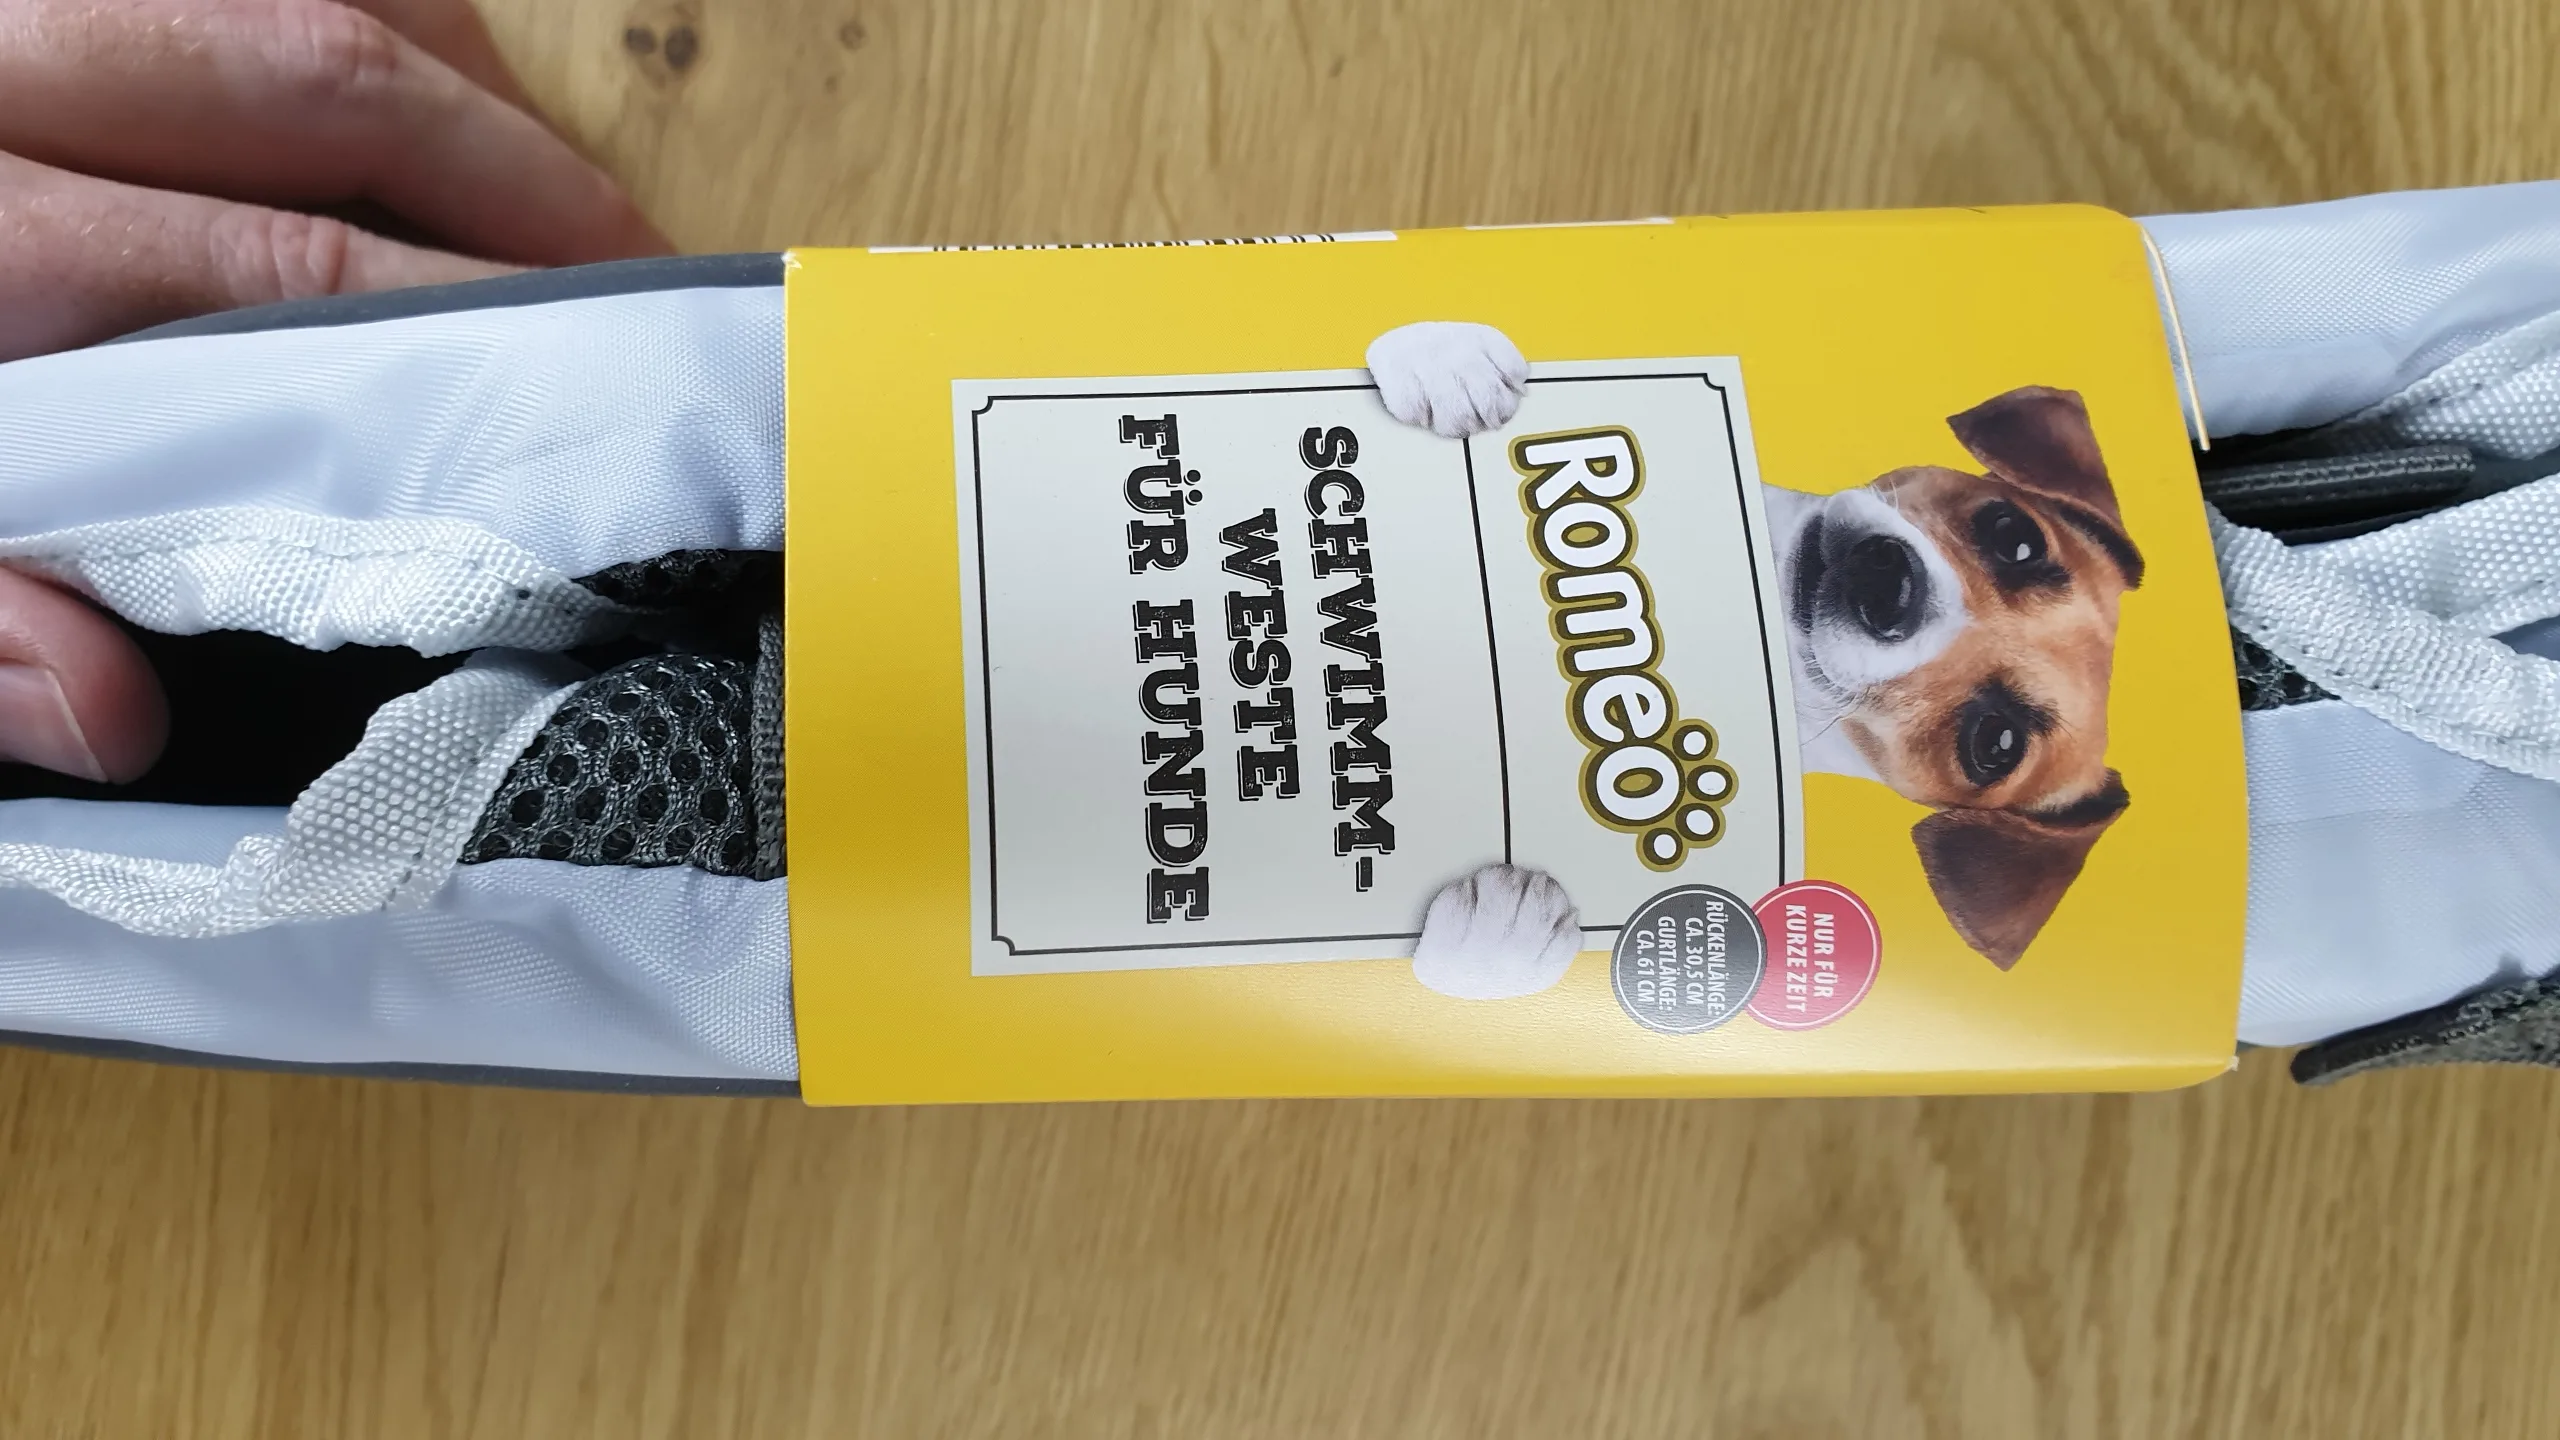 Romeo
SCHWIMM-
WESTE
FÜR HUNDE
NUR FÜR
KURZE ZEIT
RÜCKENLÄNGE
CA. 30,5 CM
GURTLÄNGE:
CA. 61 CM